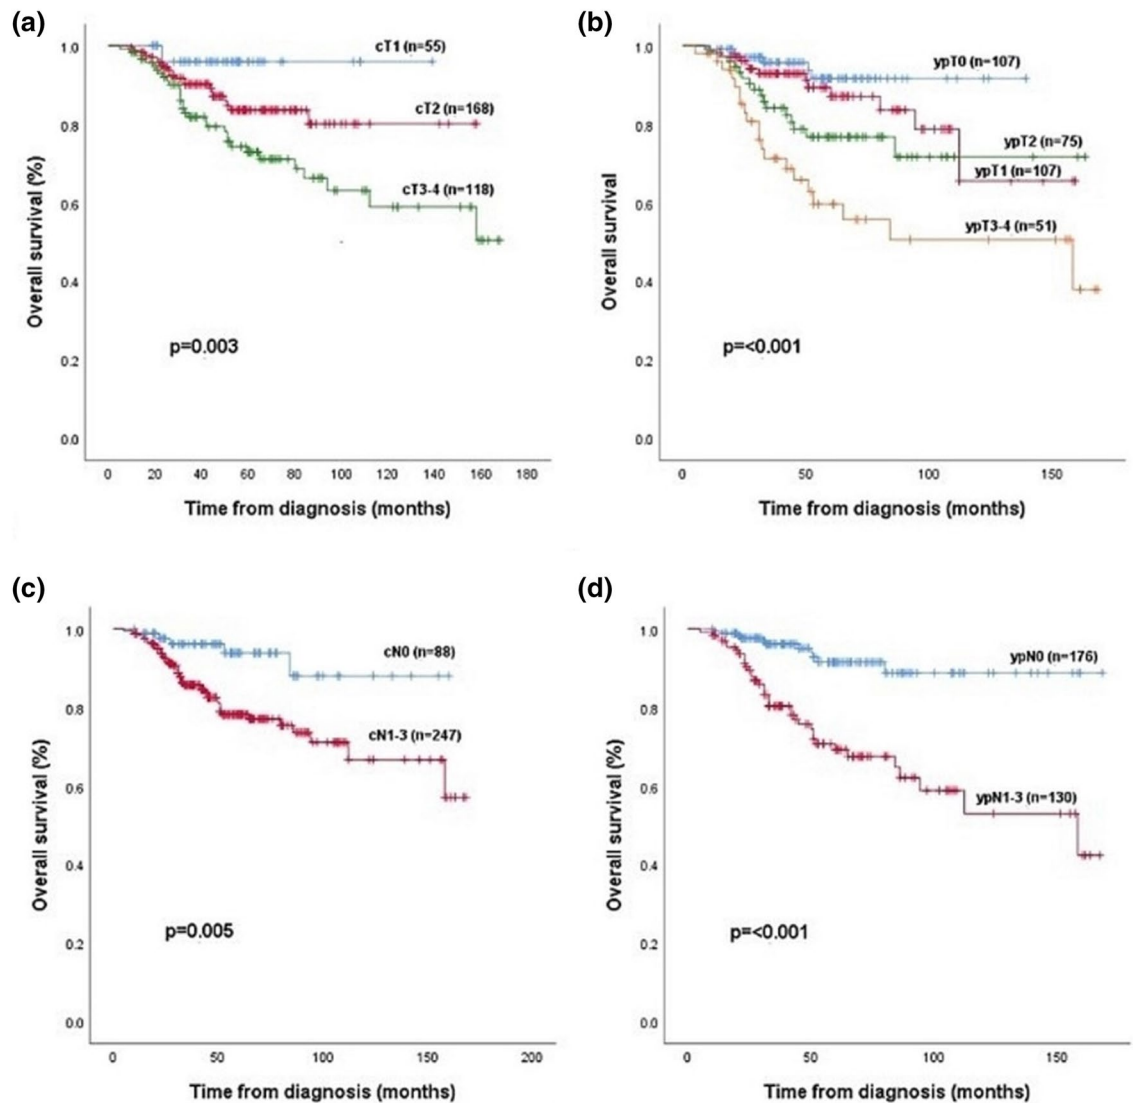 (a)
Overall survival (%)
1.0
0.8
0.6
0.4
0.2
0.0
cT1 (n=55)
cT2 (n=168)
cT3-4 (n=118)
p=0.003
0 20 40 60 80 100 120 140 160 180
Time from diagnosis (months)
(b)
Overall survival
1.0
0.8
0.6
0.4
0.2
0.0
ypT0 (n=107)
ypT2 (n=75)
ypT1 (n=107)
ypT3-4 (n=51)
p=<0.001
0 50 100 150
Time from diagnosis (months)
(c)
Overall survival (%)
1.0
0.8
0.6
0.4
0.2
0.0
cN0 (n=88)
cN1-3 (n=247)
p=0.005
0 50 100 150 200
Time from diagnosis (months)
(d)
Overall survival (%)
1.0
0.8
0.6
0.4
0.2
0.0
ypN0 (n=176)
ypN1-3 (n=130)
p=<0.001
0 50 100 150
Time from diagnosis (months)